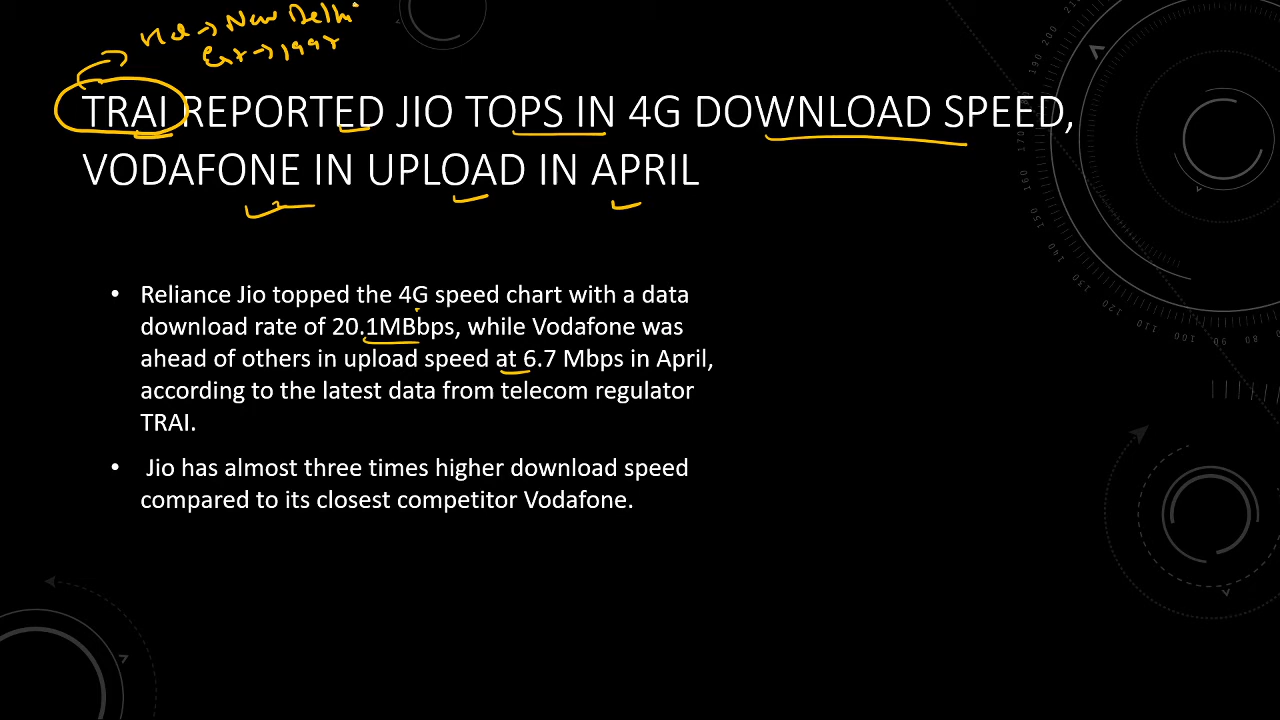 → New Delhi
→ 1997
TRAI REPORTED JIO TOPS IN 4G DOWNLOAD SPEED,
VODAFONE IN UPLOAD IN APRIL
• Reliance Jio topped the 4G speed chart with a data
download rate of 20.1MBbps, while Vodafone was
ahead of others in upload speed at 6.7 Mbps in April,
according to the latest data from telecom regulator
TRAI.
• Jio has almost three times higher download speed
compared to its closest competitor Vodafone.